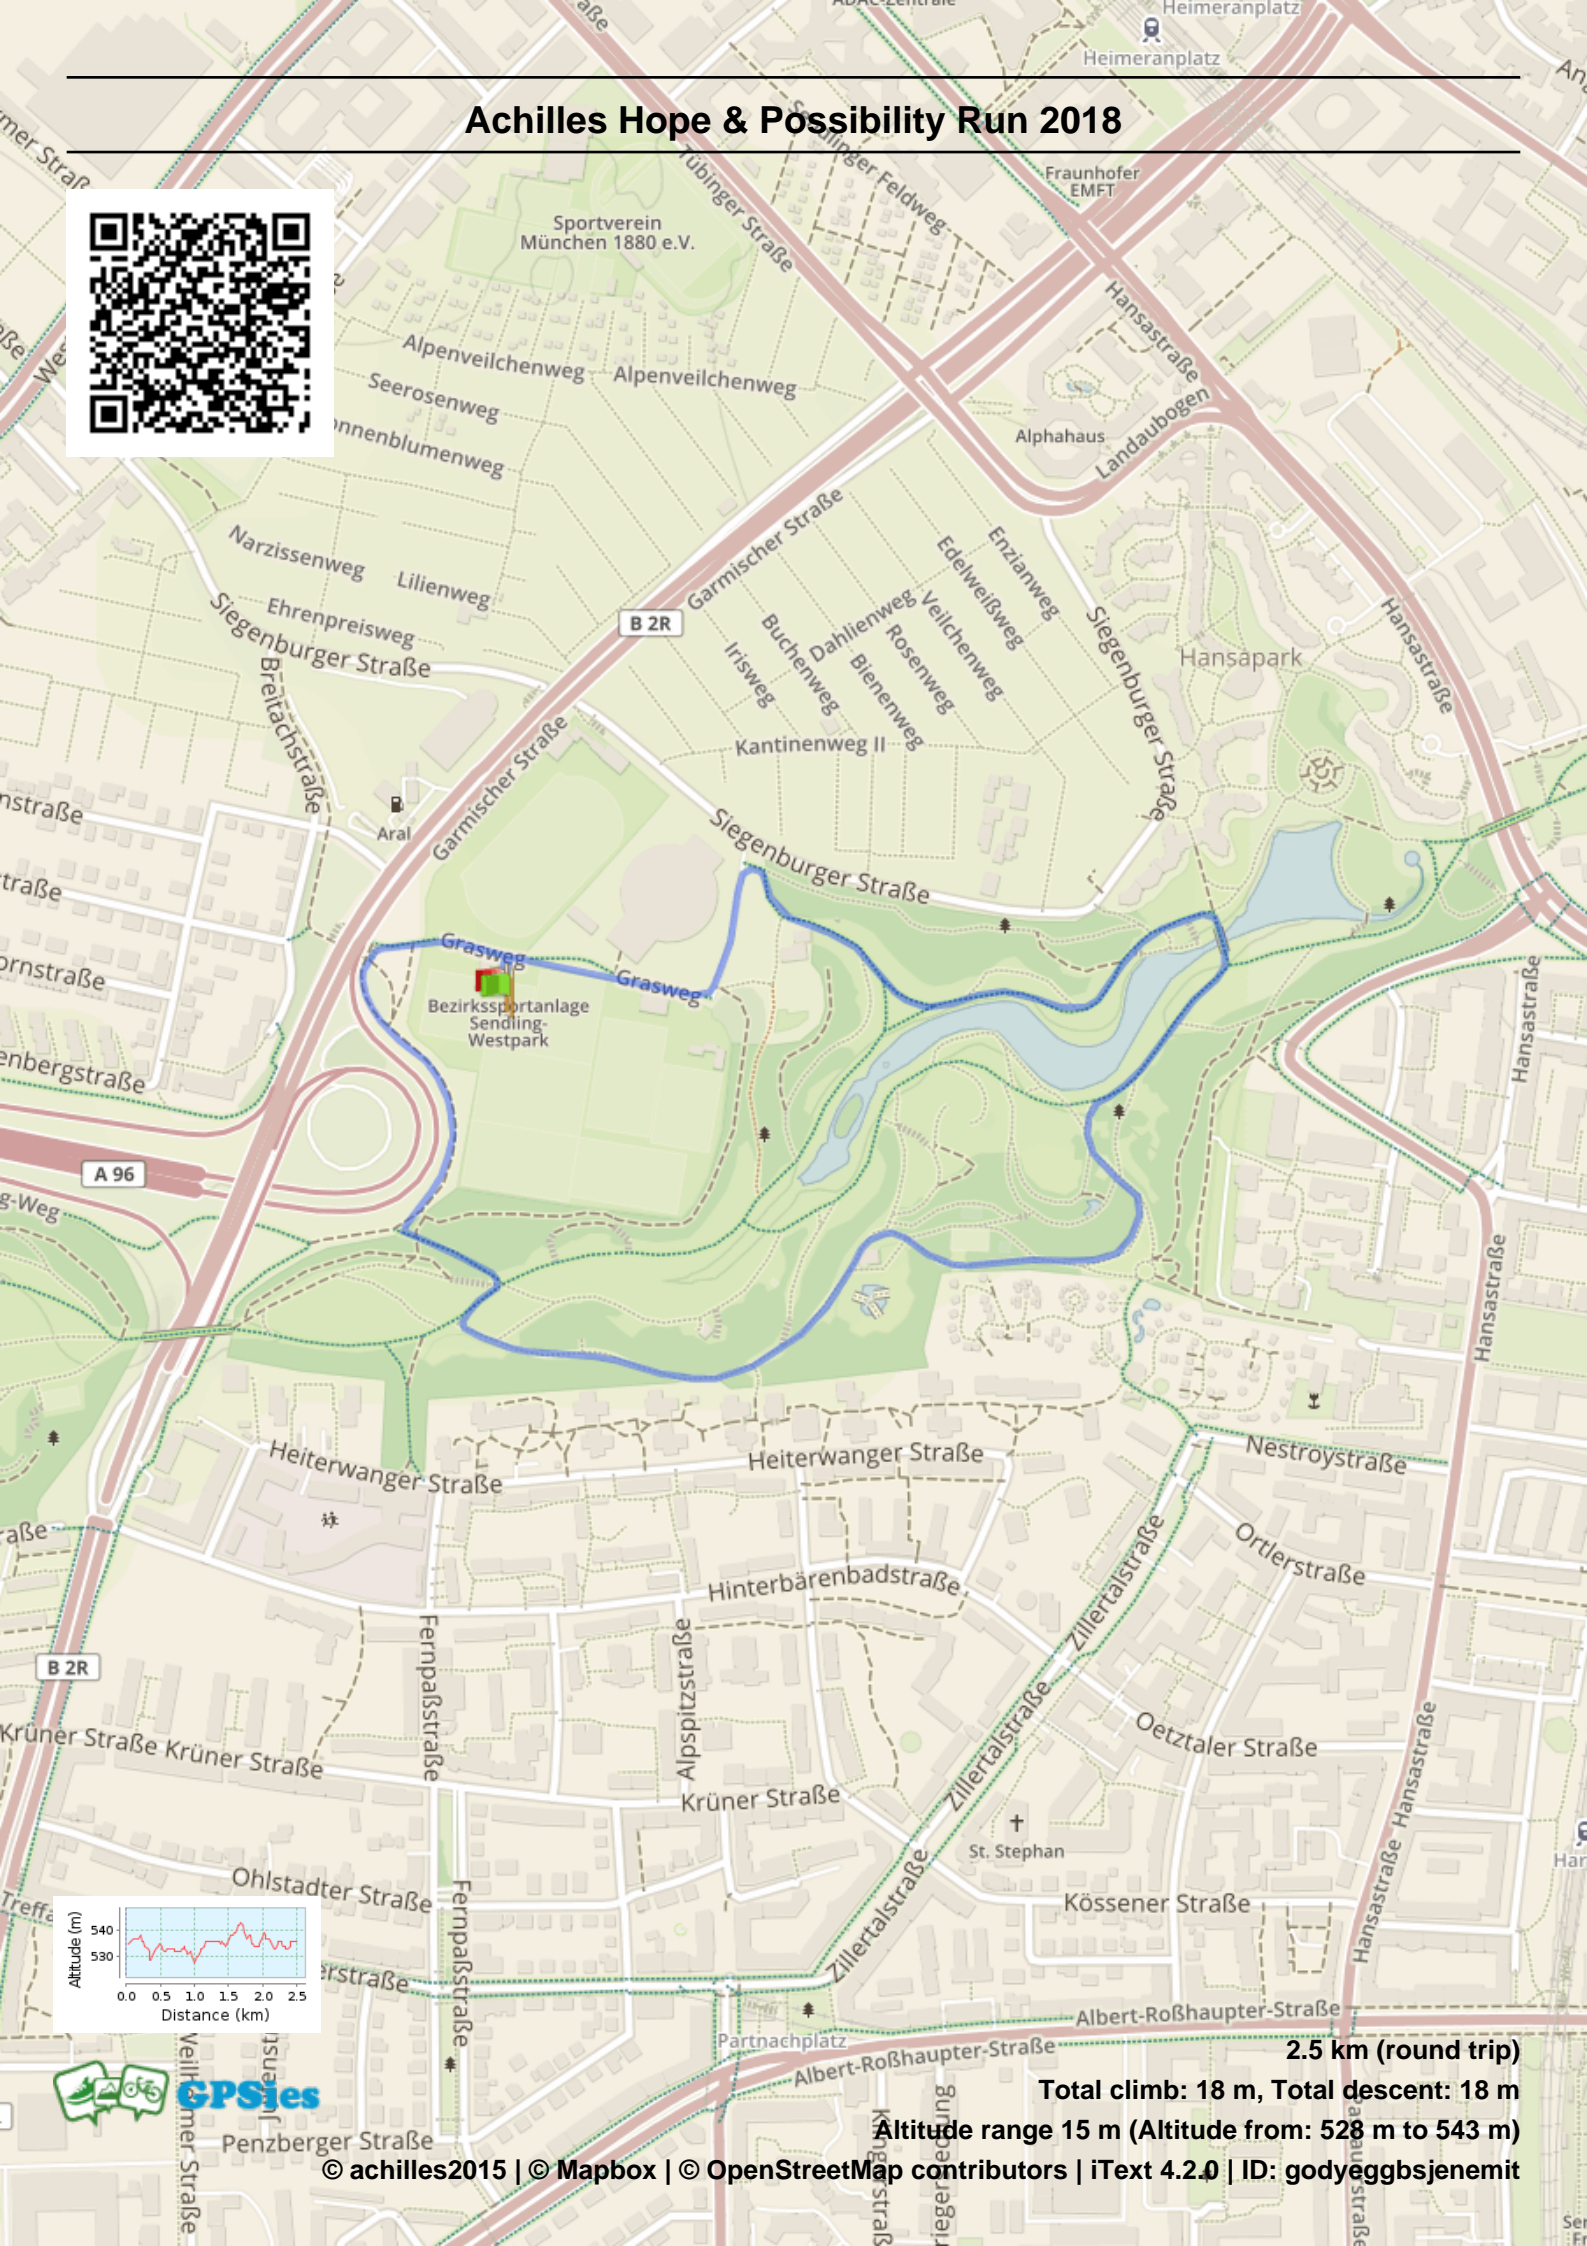 Heimeranplatz
Heimeranplatz
Achilles Hope & Possibility Run 2018
Sendlinger Feldweg
Tübinger Straße
Fraunhofer
EMFT
Sportverein
München 1880 e.V.
Hansastraße
Alpenveilchenweg
Alpenveilchenweg
Seerosenweg
Landaubogen
Alphahaus
Narzissenweg
Lilienweg
Ehrenpreisweg
Siegenburger Straße
Garmischer Straße
B 2R
Enzianweg
Edelweißweg
Veilchenweg
Dahlienweg
Rosenweg
Buchenweg
Bienenweg
Irisweg
Kantinenweg II
Siegenburger Straße
Hansapark
Hansastraße
Breitachstraße
Garmischer Straße
Aral
Siegenburger Straße
Grasweg
Grasweg
Bezirkssportanlage
Sendling-
Westpark
Hansastraße
A 96
g-Weg
Hansastraße
Heiterwanger Straße
Heiterwanger Straße
Nestroystraße
Ortlerstraße
Zillertalstraße
Hinterbärenbadstraße
Fernpaßstraße
Alpspitzstraße
B 2R
Krüner Straße Krüner Straße
Zillertalstraße
Oetztaler Straße
Hansastraße
Krüner Straße
St. Stephan
Ohlstadter Straße
Fernpaßstraße
Zillertalstraße
Kössener Straße
Hansastraße
Altitude (m)
540
530
0.0 0.5 1.0 1.5 2.0 2.5
Distance (km)
Partnachplatz
Albert-Roßhaupter-Straße
Albert-Roßhaupter-Straße
2.5 km (round trip)
GPSies
Total climb: 18 m, Total descent: 18 m
Penzberger Straße
Altitude range 15 m (Altitude from: 528 m to 543 m)
© achilles2015 | © Mapbox | © OpenStreetMap contributors | iText 4.2.0 | ID: godyeggbsjenemit